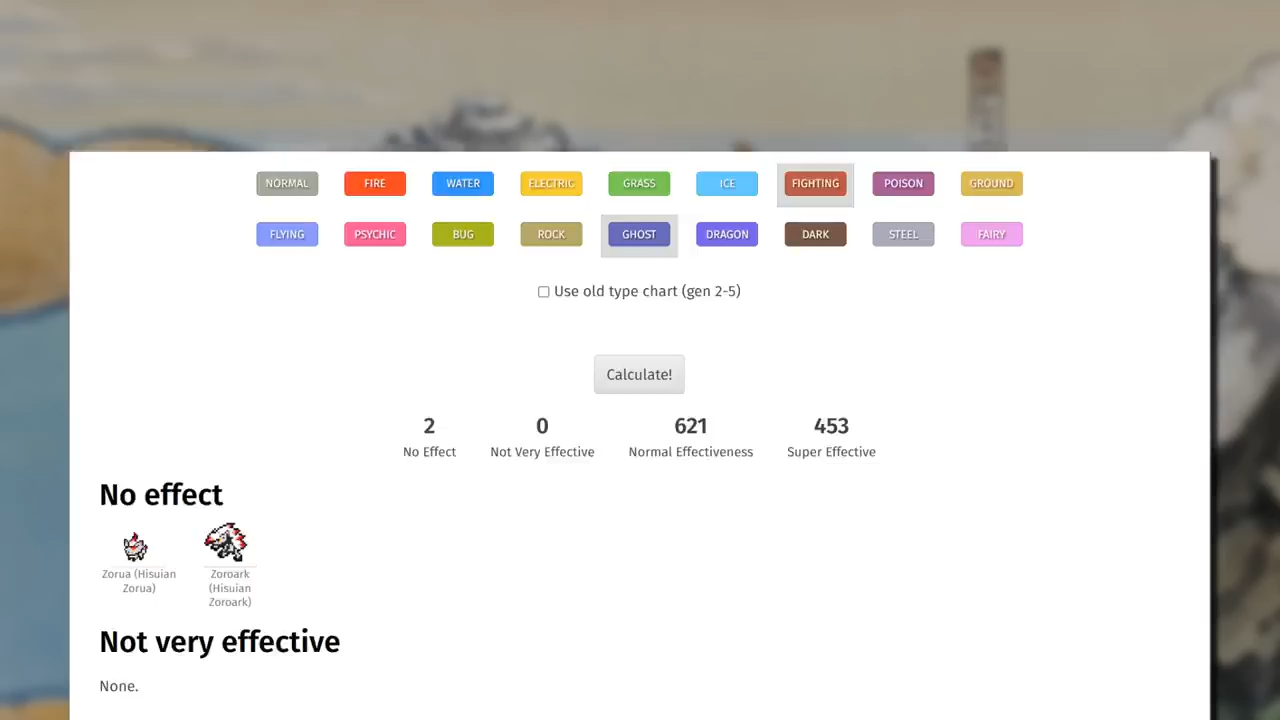 NORMAL FIRE WATER ELECTRIC GRASS ICE FIGHTING POISON GROUND
FLYING PSYCHIC BUG ROCK GHOST DRAGON DARK STEEL FAIRY
Use old type chart (gen 2-5)
Calculate!
2 0 621 453
No Effect Not Very Effective Normal Effectiveness Super Effective
No effect
Zorua (Hisuian
Zorua)
Zoroark
(Hisuian
Zoroark)
Not very effective
None.